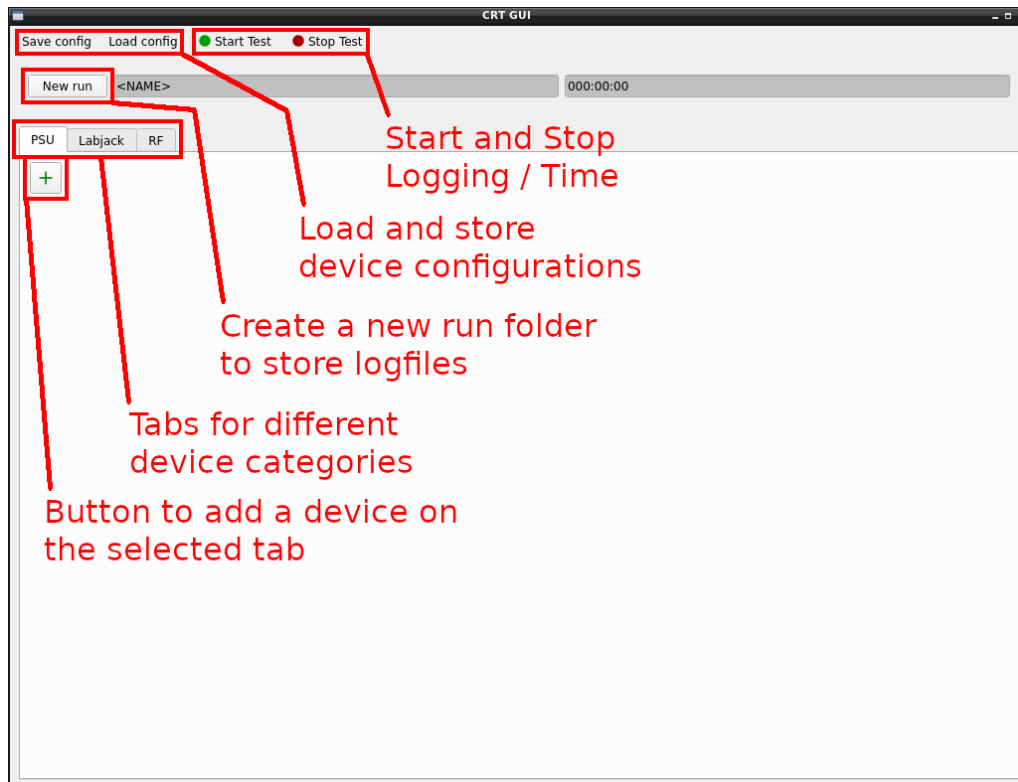 CRT GUI
Save config Load config Start Test Stop Test
New run <NAME> 000:00:00
PSU Labjack RF
+
Start and Stop
Logging / Time
Load and store
device configurations
Create a new run folder
to store logfiles
Tabs for different
device categories
Button to add a device on
the selected tab